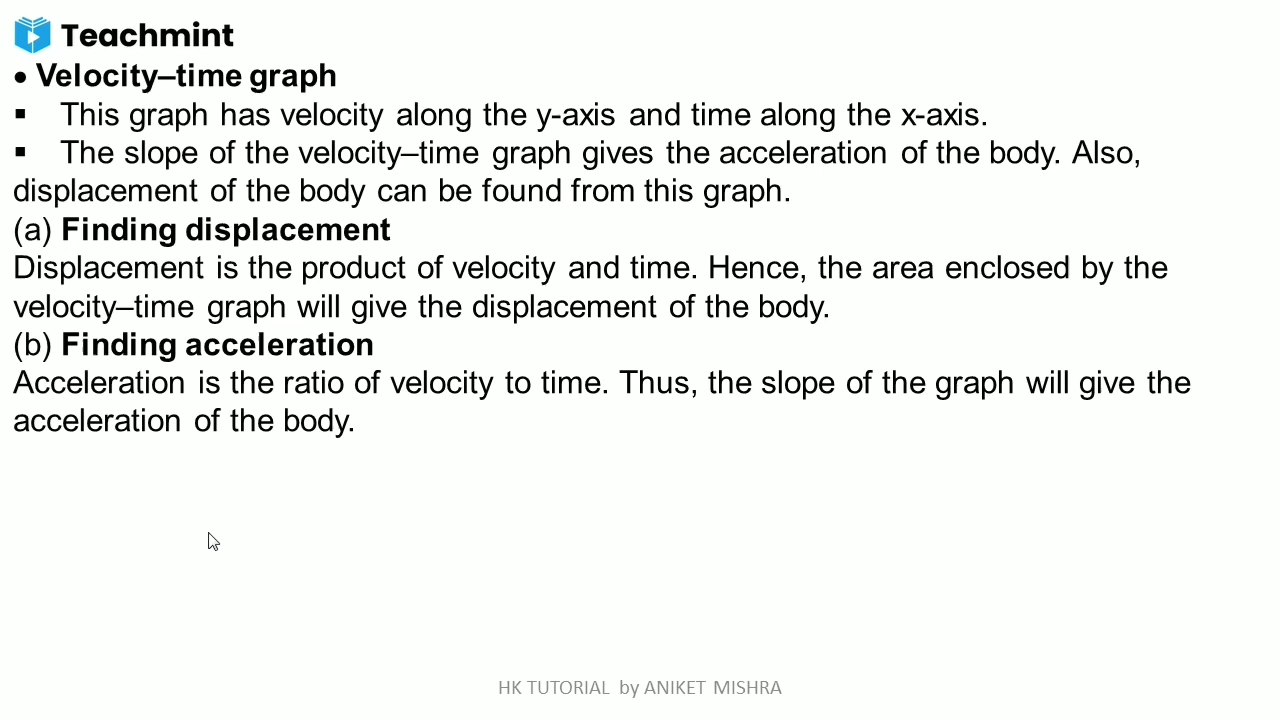 Teachmint
• Velocity–time graph
▪ This graph has velocity along the y-axis and time along the x-axis.
▪ The slope of the velocity–time graph gives the acceleration of the body. Also,
displacement of the body can be found from this graph.
(a) Finding displacement
Displacement is the product of velocity and time. Hence, the area enclosed by the
velocity–time graph will give the displacement of the body.
(b) Finding acceleration
Acceleration is the ratio of velocity to time. Thus, the slope of the graph will give the
acceleration of the body.
HK TUTORIAL by ANIKET MISHRA